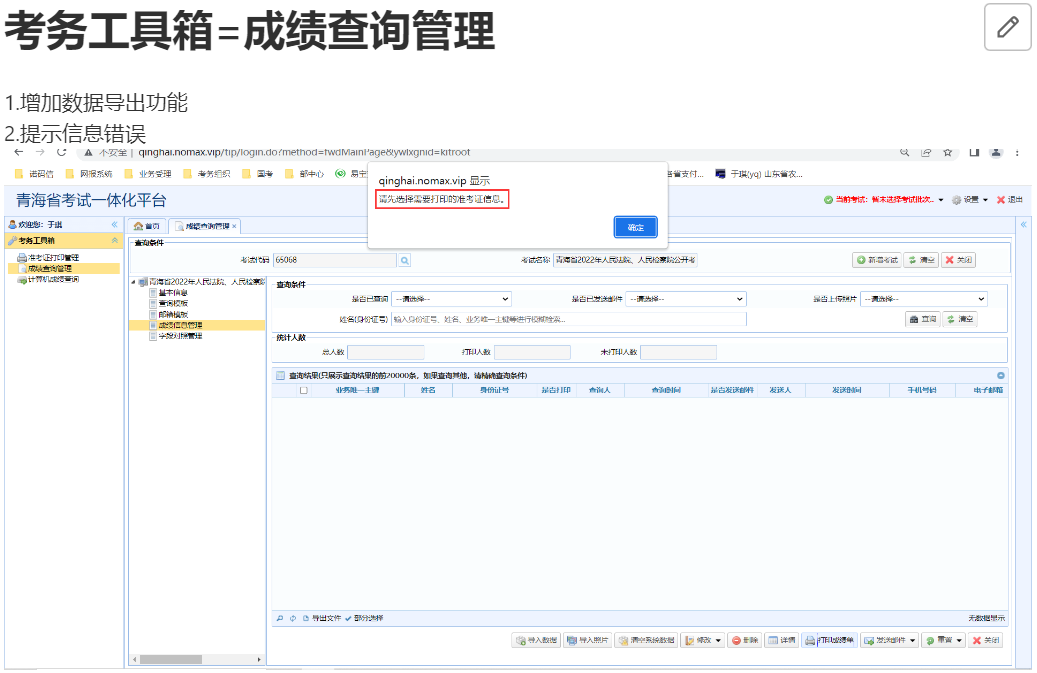 考务工具箱=成绩查询管理
1.增加数据导出功能
2.提示信息错误
不安全 | qinghai.nomax.vip/tip/login.do?method=fwdMainPage&ywlxgnid=kitroot
诺码信 网报系统 业务受理 考务组织 国考 部中心 易宝 各省支付... 于琪(yq) 山东省农...
qinghai.nomax.vip 显示
请先选择需要打印的准考证信息。
确定
青海省考试一体化平台
当前考试: 暂未选择考试批次.. 设置 退出
欢迎您: 于琪
首页 成绩查询管理
考务工具箱
准考证打印管理
成绩查询管理
计算机成绩查询
查询条件
考试代码 65068 考试名称 青海省2022年人民法院、人民检察院公开考 新增考试 清空 关闭
青海省2022年人民法院、人民检察院
基本信息
查询模板
邮箱模板
成绩信息管理
字段对照管理
查询条件
是否已查询 --请选择-- 是否已发送邮件 --请选择-- 是否上传照片 --请选择--
姓名(身份证号) 输入身份证号、姓名、业务唯一主键等进行模糊检索... 查询 清空
统计人数
总人数 打印人数 未打印人数
查询结果(只展示查询结果的前20000条，如果查询其他，请精确查询条件)
业务唯一主键 姓名 身份证号 是否打印 查询人 查询时间 是否发送邮件 发送人 发送时间 手机号码 电子邮箱
导出文件 部分选择 无数据显示
导入数据 导入照片 清空系统数据 修改 删除 详情 打印成绩单 发送邮件 重置 关闭